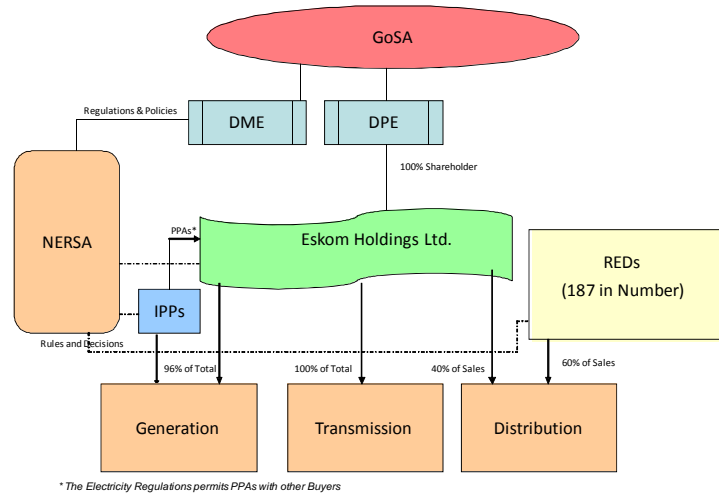 GoSA
Regulations & Policies
DME
DPE
100% Shareholder
PPAs*
NERSA
Eskom Holdings Ltd.
REDs
(187 in Number)
IPPs
Rules and Decisions
96% of Total
100% of Total
40% of Sales
60% of Sales
Generation
Transmission
Distribution
* The Electricity Regulations permits PPAs with other Buyers